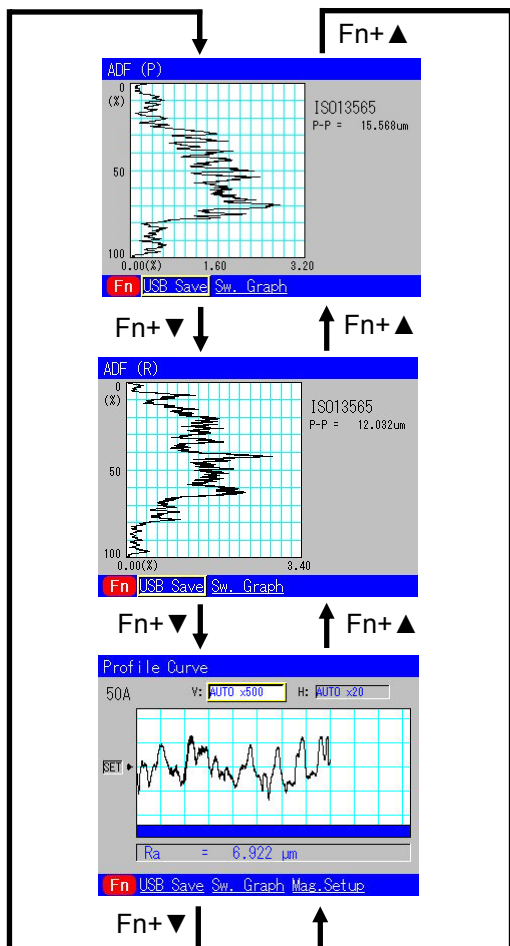 Fn+▲
ADF (P)
0
(%)
50
100
0.00(%) 1.60 3.20
ISO13565
P-P = 15.568um
Fn USB Save Sw. Graph
Fn+▼ Fn+▲
ADF (R)
0
(%)
50
100
0.00(%) 3.40
ISO13565
P-P = 12.032um
Fn USB Save Sw. Graph
Fn+▼ Fn+▲
Profile Curve
50A V: AUTO x500 H: AUTO x20
SET
Ra = 6.922 μm
Fn USB Save Sw. Graph Mag.Setup
Fn+▼